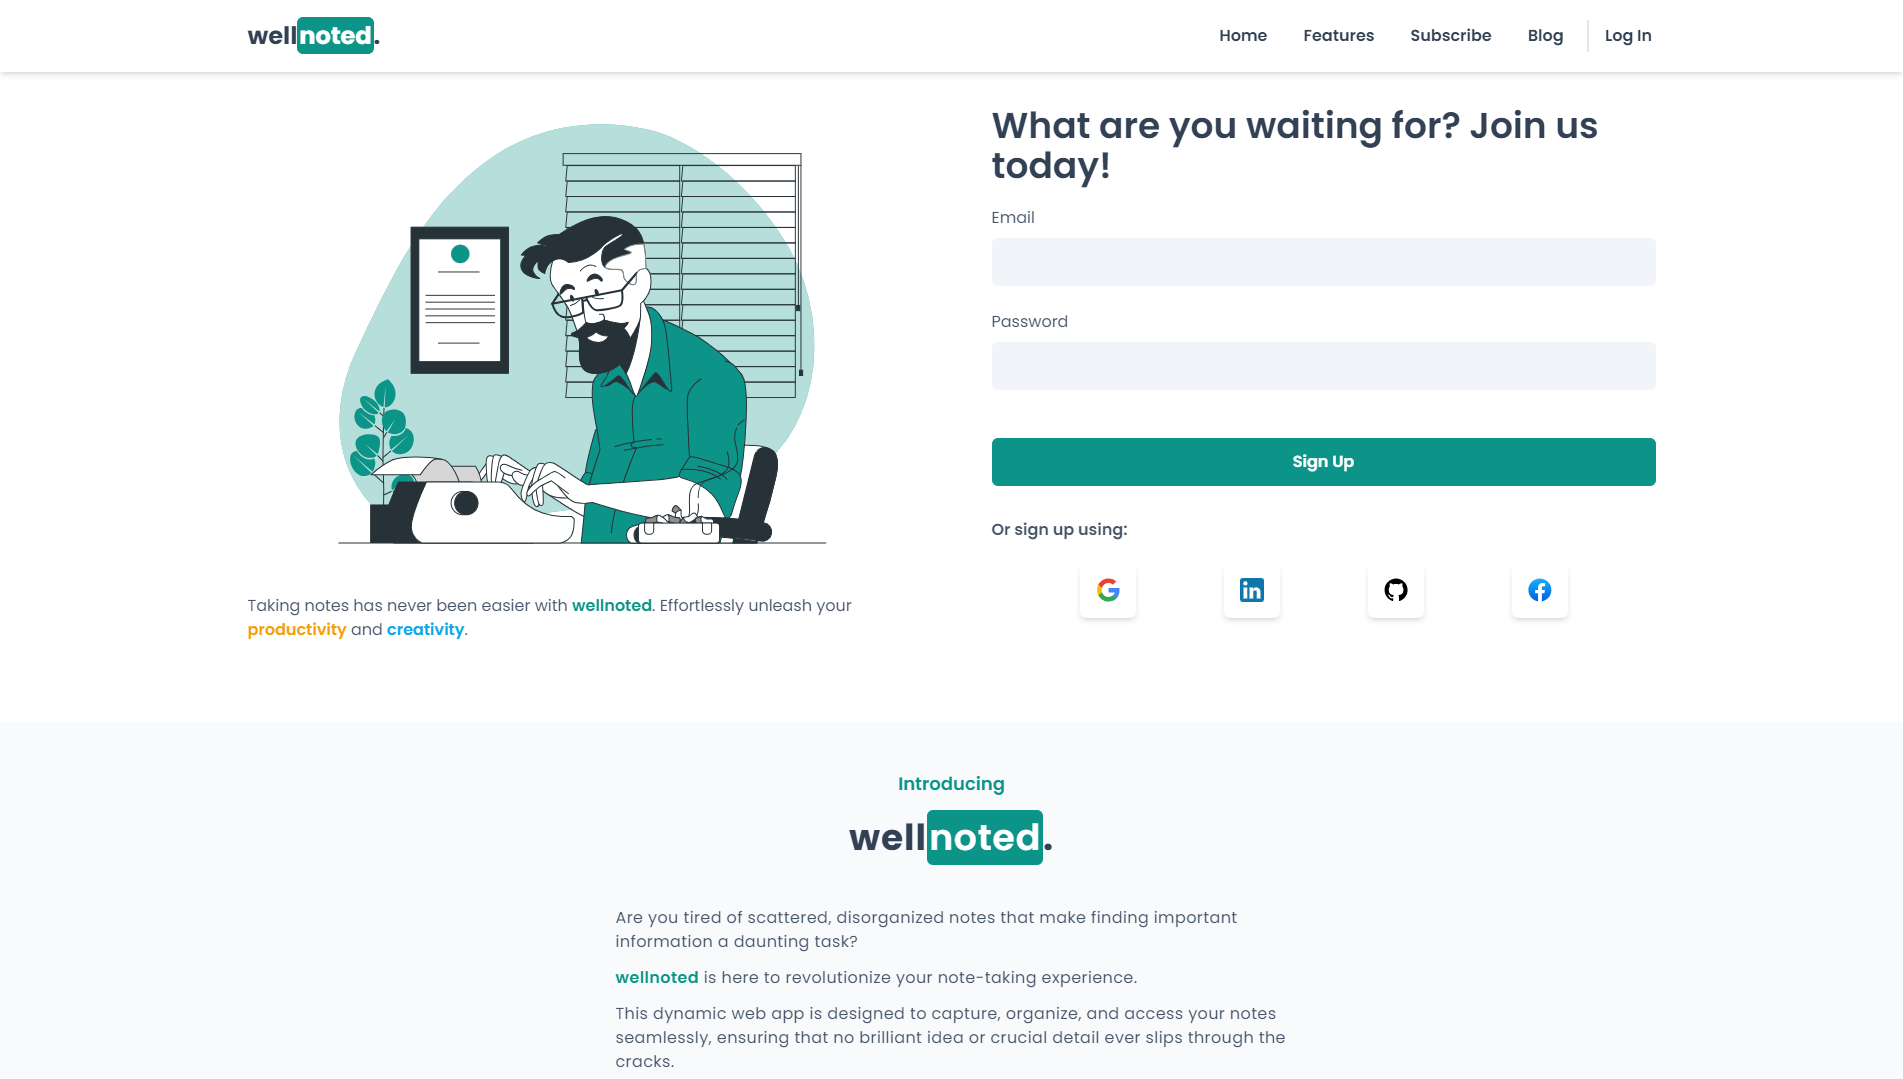 wellnoted.
Home Features Subscribe Blog Log In
What are you waiting for? Join us
today!
Email
Password
Sign Up
Or sign up using:
Taking notes has never been easier with wellnoted. Effortlessly unleash your
productivity and creativity.
Introducing
wellnoted.
Are you tired of scattered, disorganized notes that make finding important
information a daunting task?
wellnoted is here to revolutionize your note-taking experience.
This dynamic web app is designed to capture, organize, and access your notes
seamlessly, ensuring that no brilliant idea or crucial detail ever slips through the
cracks.